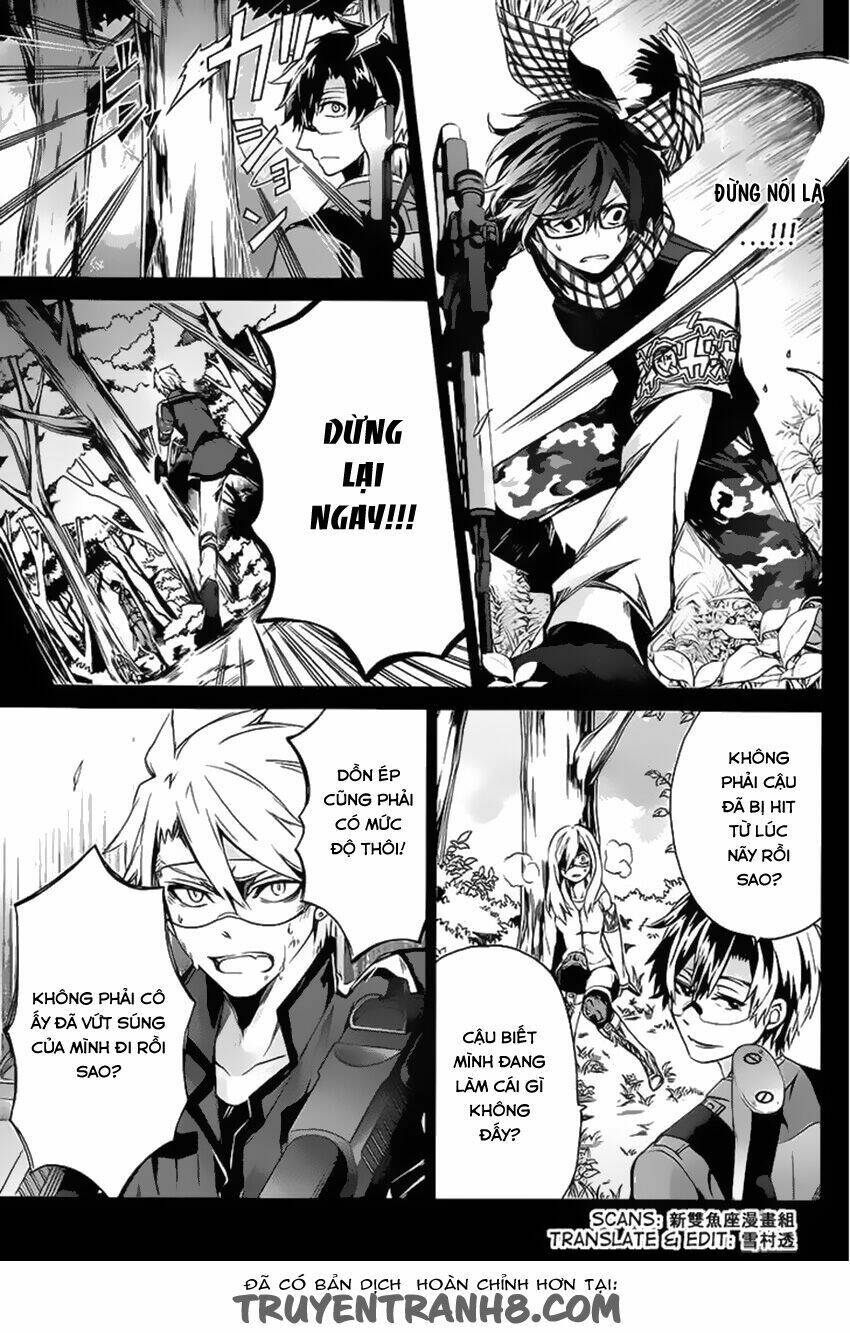 ĐỪNG NÓI LÀ
...!!!
DỪNG
LẠI
NGAY!!!
KHÔNG
PHẢI CẬU
ĐÃ BỊ HIT
TỪ LÚC
NÃY RỒI
SAO?
CẬU BIẾT
MÌNH ĐANG
LÀM CÁI GÌ
KHÔNG
ĐẤY?
DỒN ÉP
CŨNG PHẢI
CÓ MỨC
ĐỘ THÔI!
KHÔNG PHẢI CÔ
ẤY ĐÃ VỨT SÚNG
CỦA MÌNH ĐI RỒI
SAO?
SCANS: 新雙魚座漫畫組
TRANSLATE & EDIT: 雪村透
ĐÃ CÓ BẢN DỊCH HOÀN CHỈNH HƠN TẠI:
TRUYENTRANH8.COM